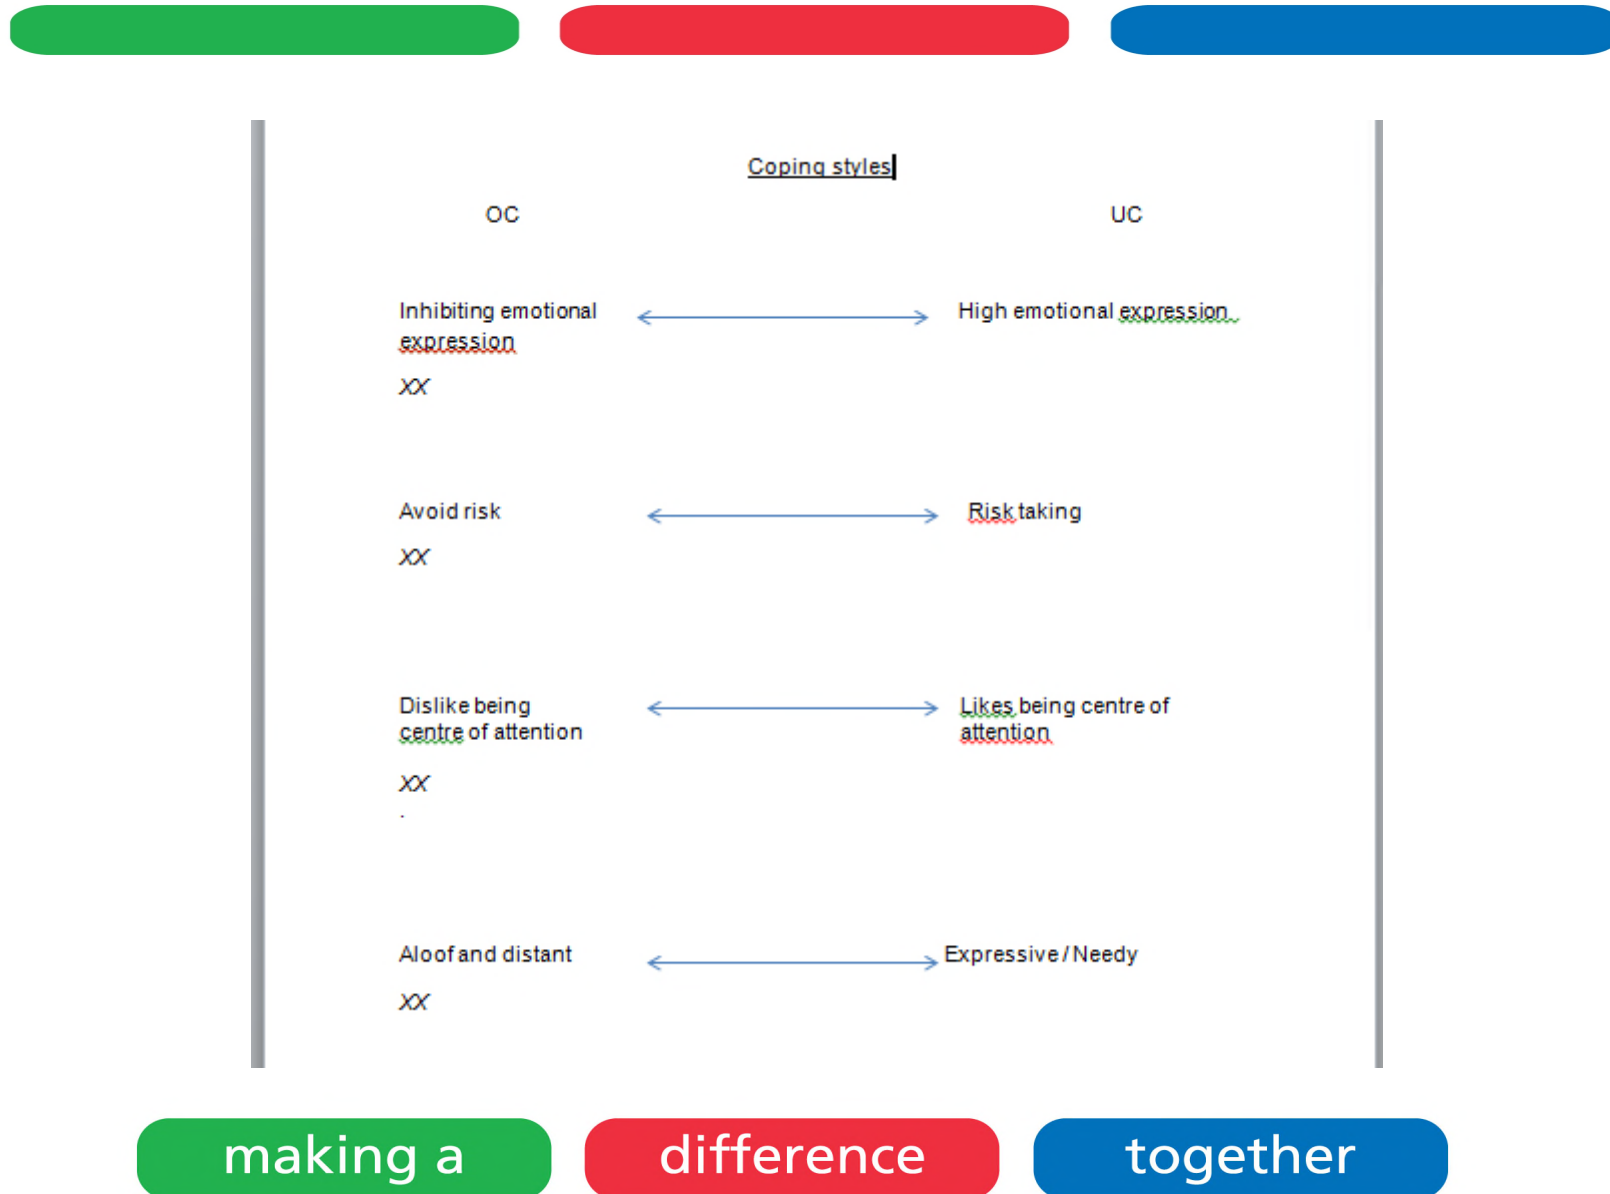 Coping styles
OC UC
Inhibiting emotional High emotional expression
expression
XX
Avoid risk Risk taking
XX
Dislike being Likes being centre of
centre of attention attention
XX
.
Aloof and distant Expressive / Needy
XX
making a difference together